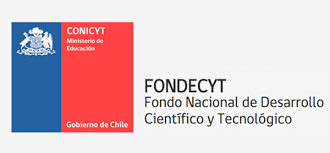 CONICYT
Ministerio de
Educación
Gobierno de Chile
FONDECYT
Fondo Nacional de Desarrollo
Científico y Tecnológico